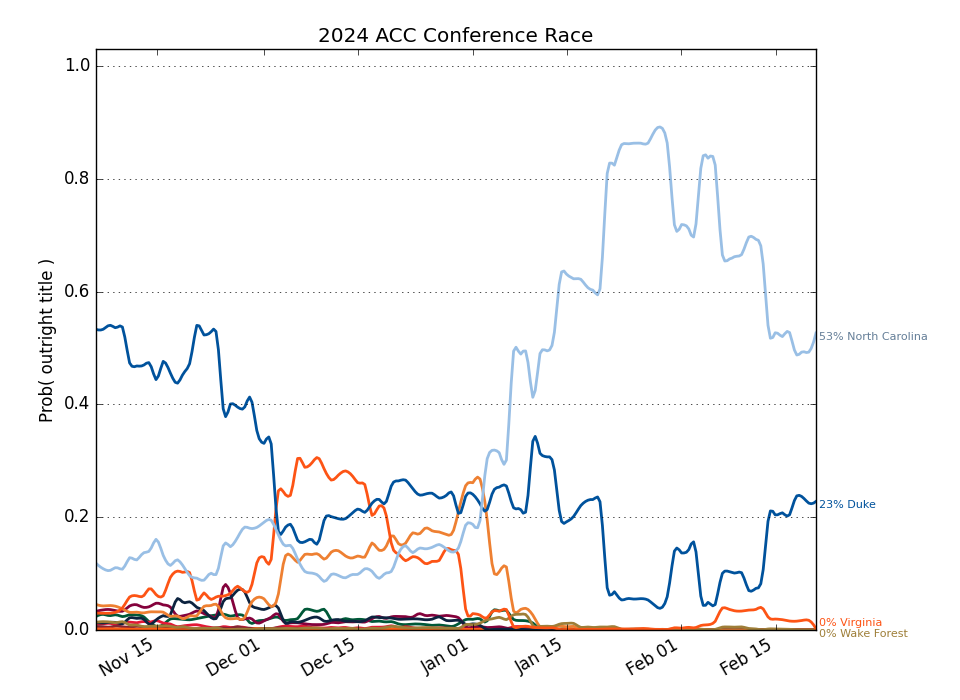 2024 ACC Conference Race
Prob( outright title )
1.0
0.8
0.6
0.4
0.2
0.0
53% North Carolina
23% Duke
0% Virginia
0% Wake Forest
Nov 15
Dec 01
Dec 15
Jan 01
Jan 15
Feb 01
Feb 15